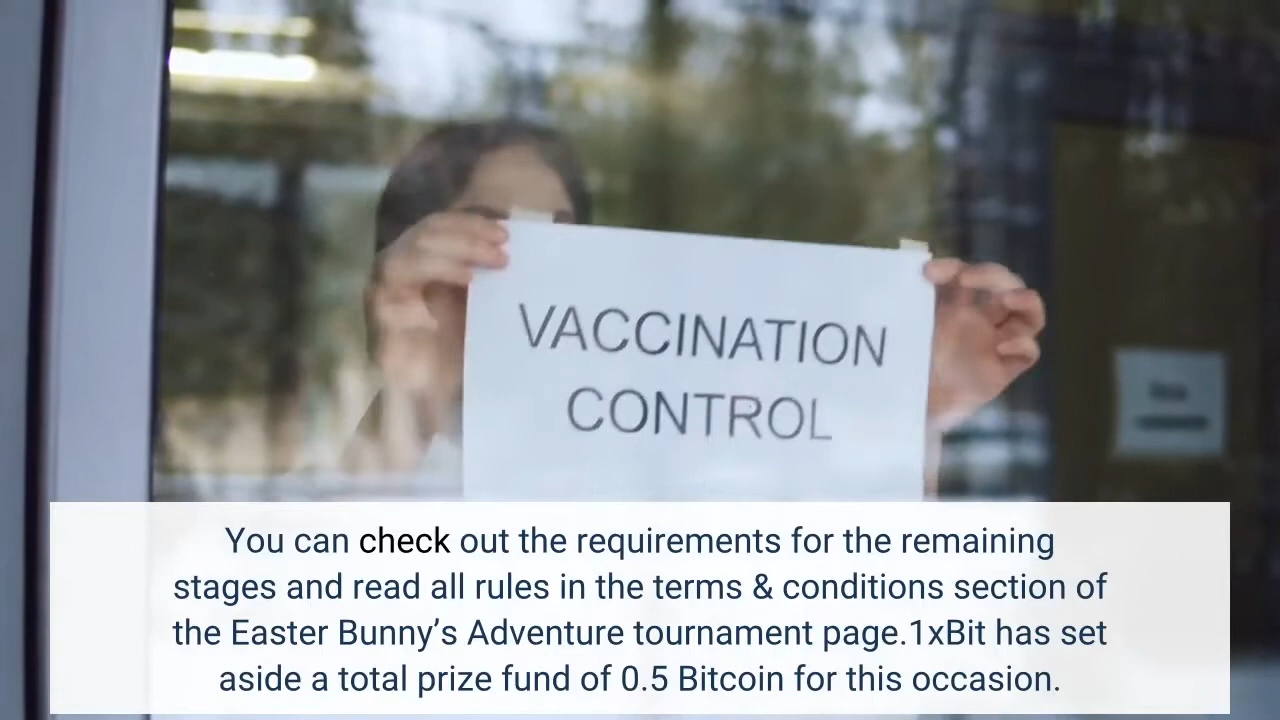 VACCINATION
CONTROL
You can check out the requirements for the remaining
stages and read all rules in the terms & conditions section of
the Easter Bunny’s Adventure tournament page.1xBit has set
aside a total prize fund of 0.5 Bitcoin for this occasion.